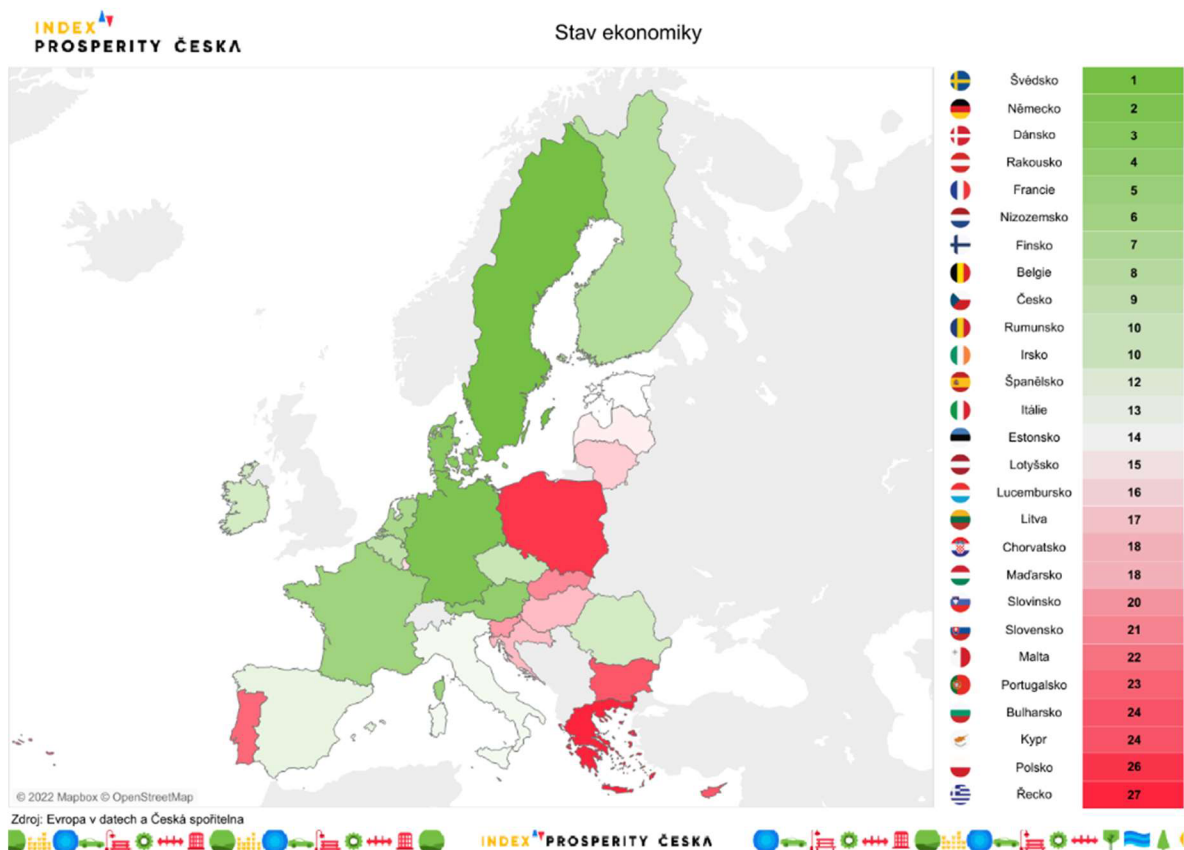 INDEX
PROSPERITY ČESKA
Stav ekonomiky
Švédsko 1
Německo 2
Dánsko 3
Rakousko 4
Francie 5
Nizozemsko 6
Finsko 7
Belgie 8
Česko 9
Rumunsko 10
Irsko 10
Španělsko 12
Itálie 13
Estonsko 14
Lotyšsko 15
Lucembursko 16
Litva 17
Chorvatsko 18
Maďarsko 18
Slovinsko 20
Slovensko 21
Malta 22
Portugalsko 23
Bulharsko 24
Kypr 24
Polsko 26
Řecko 27
© 2022 Mapbox © OpenStreetMap
Zdroj: Evropa v datech a Česká spořitelna
INDEX PROSPERITY ČESKA